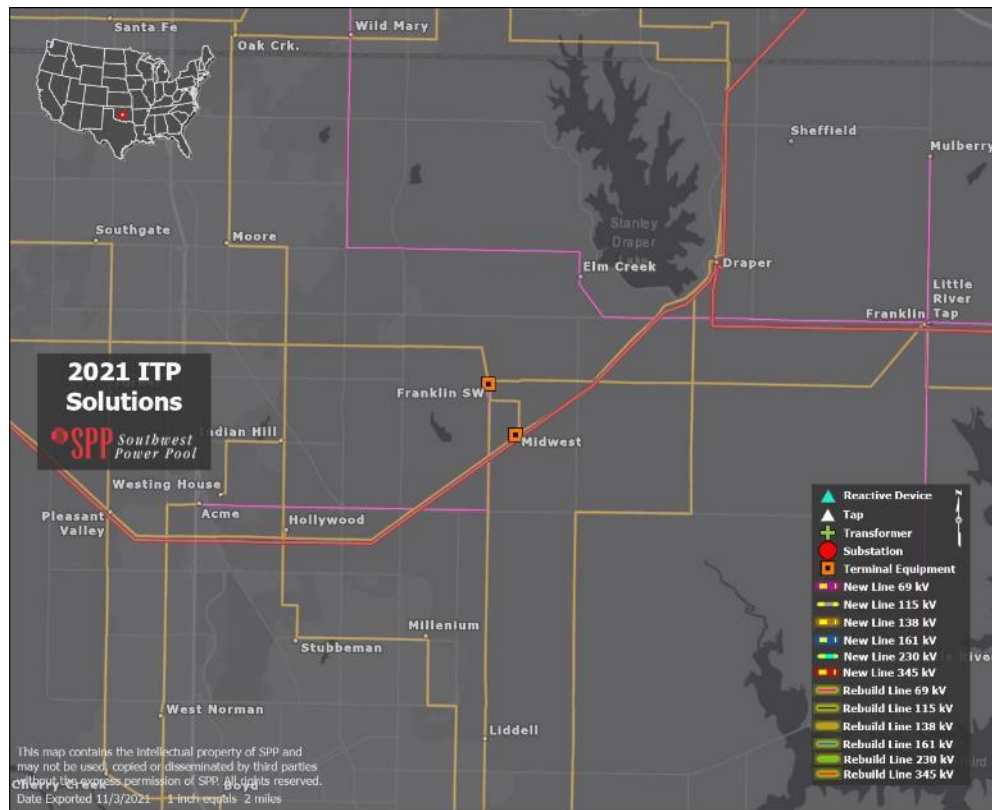 Santa Fe
Wild Mary
Oak Crk.
Sheffield
Mulberry
Southgate
Moore
Stanley
Draper
Lake
Elm Creek
Draper
Little
River
Tap
Franklin
2021 ITP
Solutions
SPP Southwest
Power Pool
Franklin SW
Indian Hill
Midwest
Westing House
Acme
Pleasant
Valley
Hollywood
Reactive Device
N
Tap
Transformer
Substation
Terminal Equipment
New Line 69 kV
New Line 115 kV
New Line 138 kV
New Line 161 kV
New Line 230 kV
New Line 345 kV
Rebuild Line 69 kV
Rebuild Line 115 kV
Rebuild Line 138 kV
Rebuild Line 161 kV
Rebuild Line 230 kV
Rebuild Line 345 kV
Millenium
Stubbeman
West Norman
Liddell
This map contains the intellectual property of SPP and
may not be used, copied or disseminated by third parties
without the express permission of SPP. All rights reserved.
Cherry Creek
Boyd
Date Exported 11/3/2021 1 inch equals 2 miles